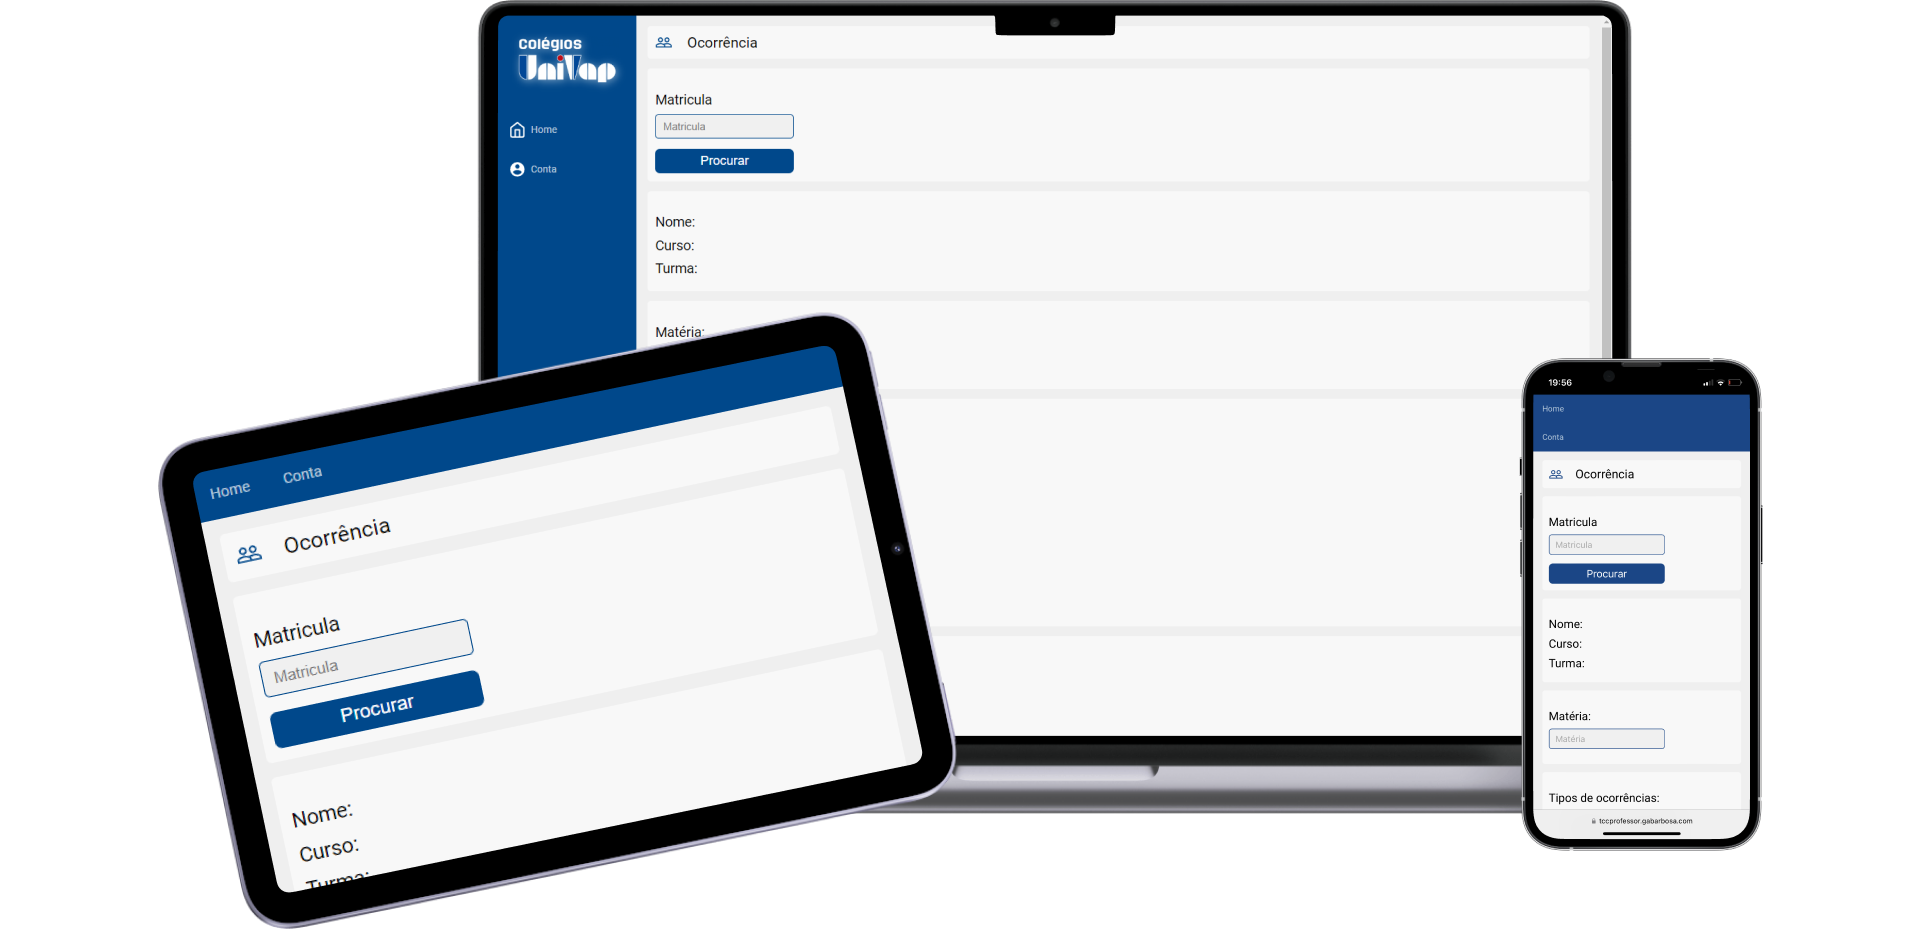 colégios
UniVap
Home
Conta
Ocorrência
Matricula
Matricula
Procurar
Nome:
Curso:
Turma:
Matéria:
Home
Conta
Ocorrência
Matricula
Matricula
Procurar
Nome:
Curso:
Turma:
19:56
Home
Conta
Ocorrência
Matricula
Matricula
Procurar
Nome:
Curso:
Turma:
Matéria:
Matéria
Tipos de ocorrências:
tccprofessor.gabarbosa.com